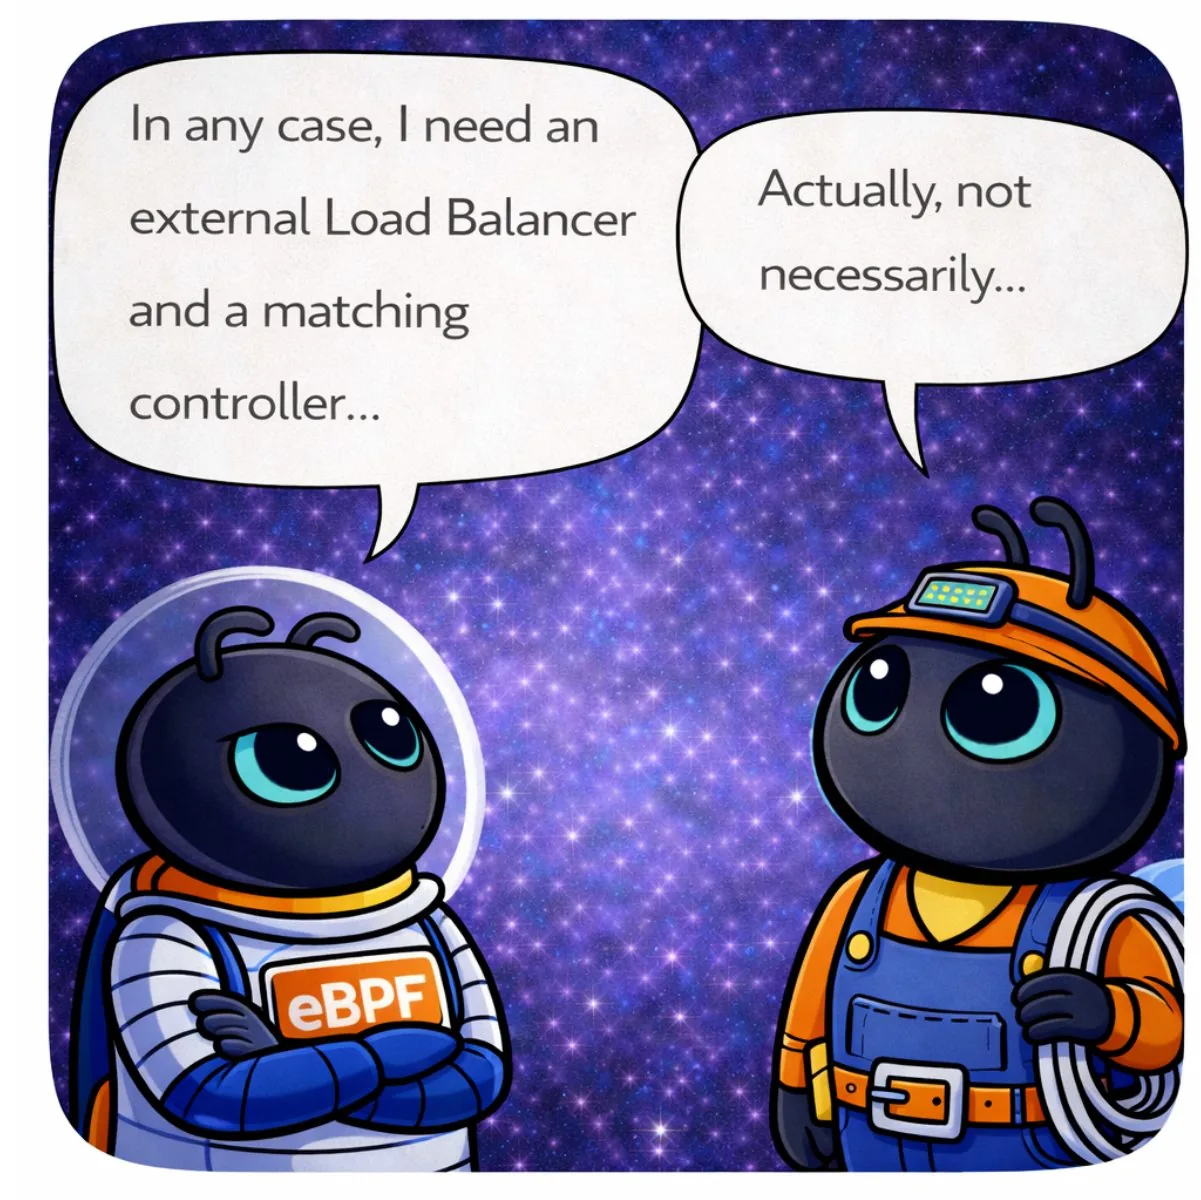 In any case, I need an
external Load Balancer
and a matching
controller...
Actually, not
necessarily...
eBPF